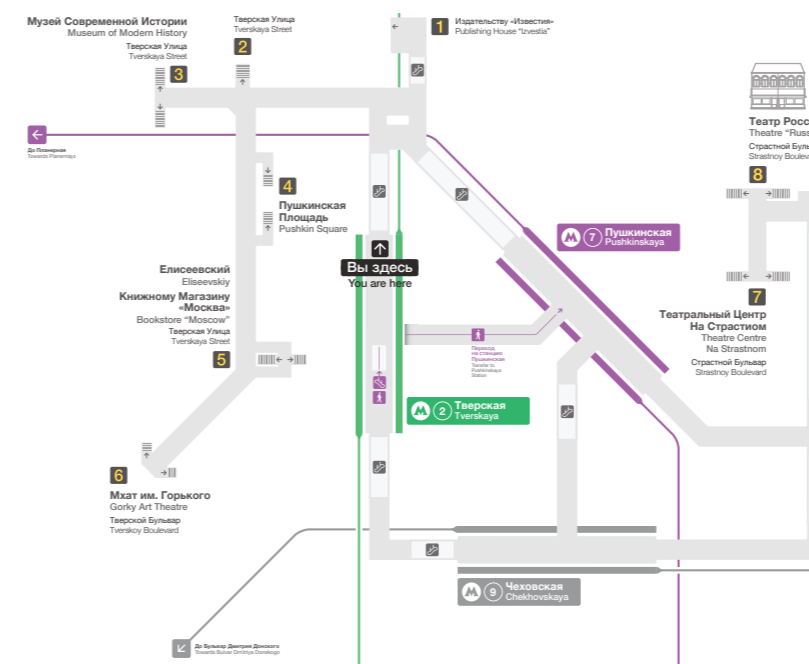 Музей Современной Истории
Museum of Modern History
Тверская Улица
Tverskaya Street
3
Тверская Улица
Tverskaya Street
2
1
Издательству «Известия»
Publishing House “Izvestia”
До Планерная
Towards Planernaya
4
Пушкинская
Площадь
Pushkin Square
Театр Росс
Theatre “Russ
Страстной Буль
Strastnoy Boulev
8
M 7 Пушкинская
Pushkinskaya
Вы здесь
You are here
Елисеевский
Eliseevskiy
Книжному Магазину
«Москва»
Bookstore “Moscow”
Тверская Улица
Tverskaya Street
5
7
Театральный Центр
На Страстиом
Theatre Centre
Na Strastnom
Страстной Бульвар
Strastnoy Boulevard
Переход
на станцию
Пушкинская
Transfer to
Pushkinskaya
Station
M 2 Тверская
Tverskaya
6
Мхат им. Горького
Gorky Art Theatre
Тверской Бульвар
Tverskoy Boulevard
M 9 Чеховская
Chekhovskaya
До Бульвар Дмитрия Донского
Towards Bulvar Dmitriya Donskogo